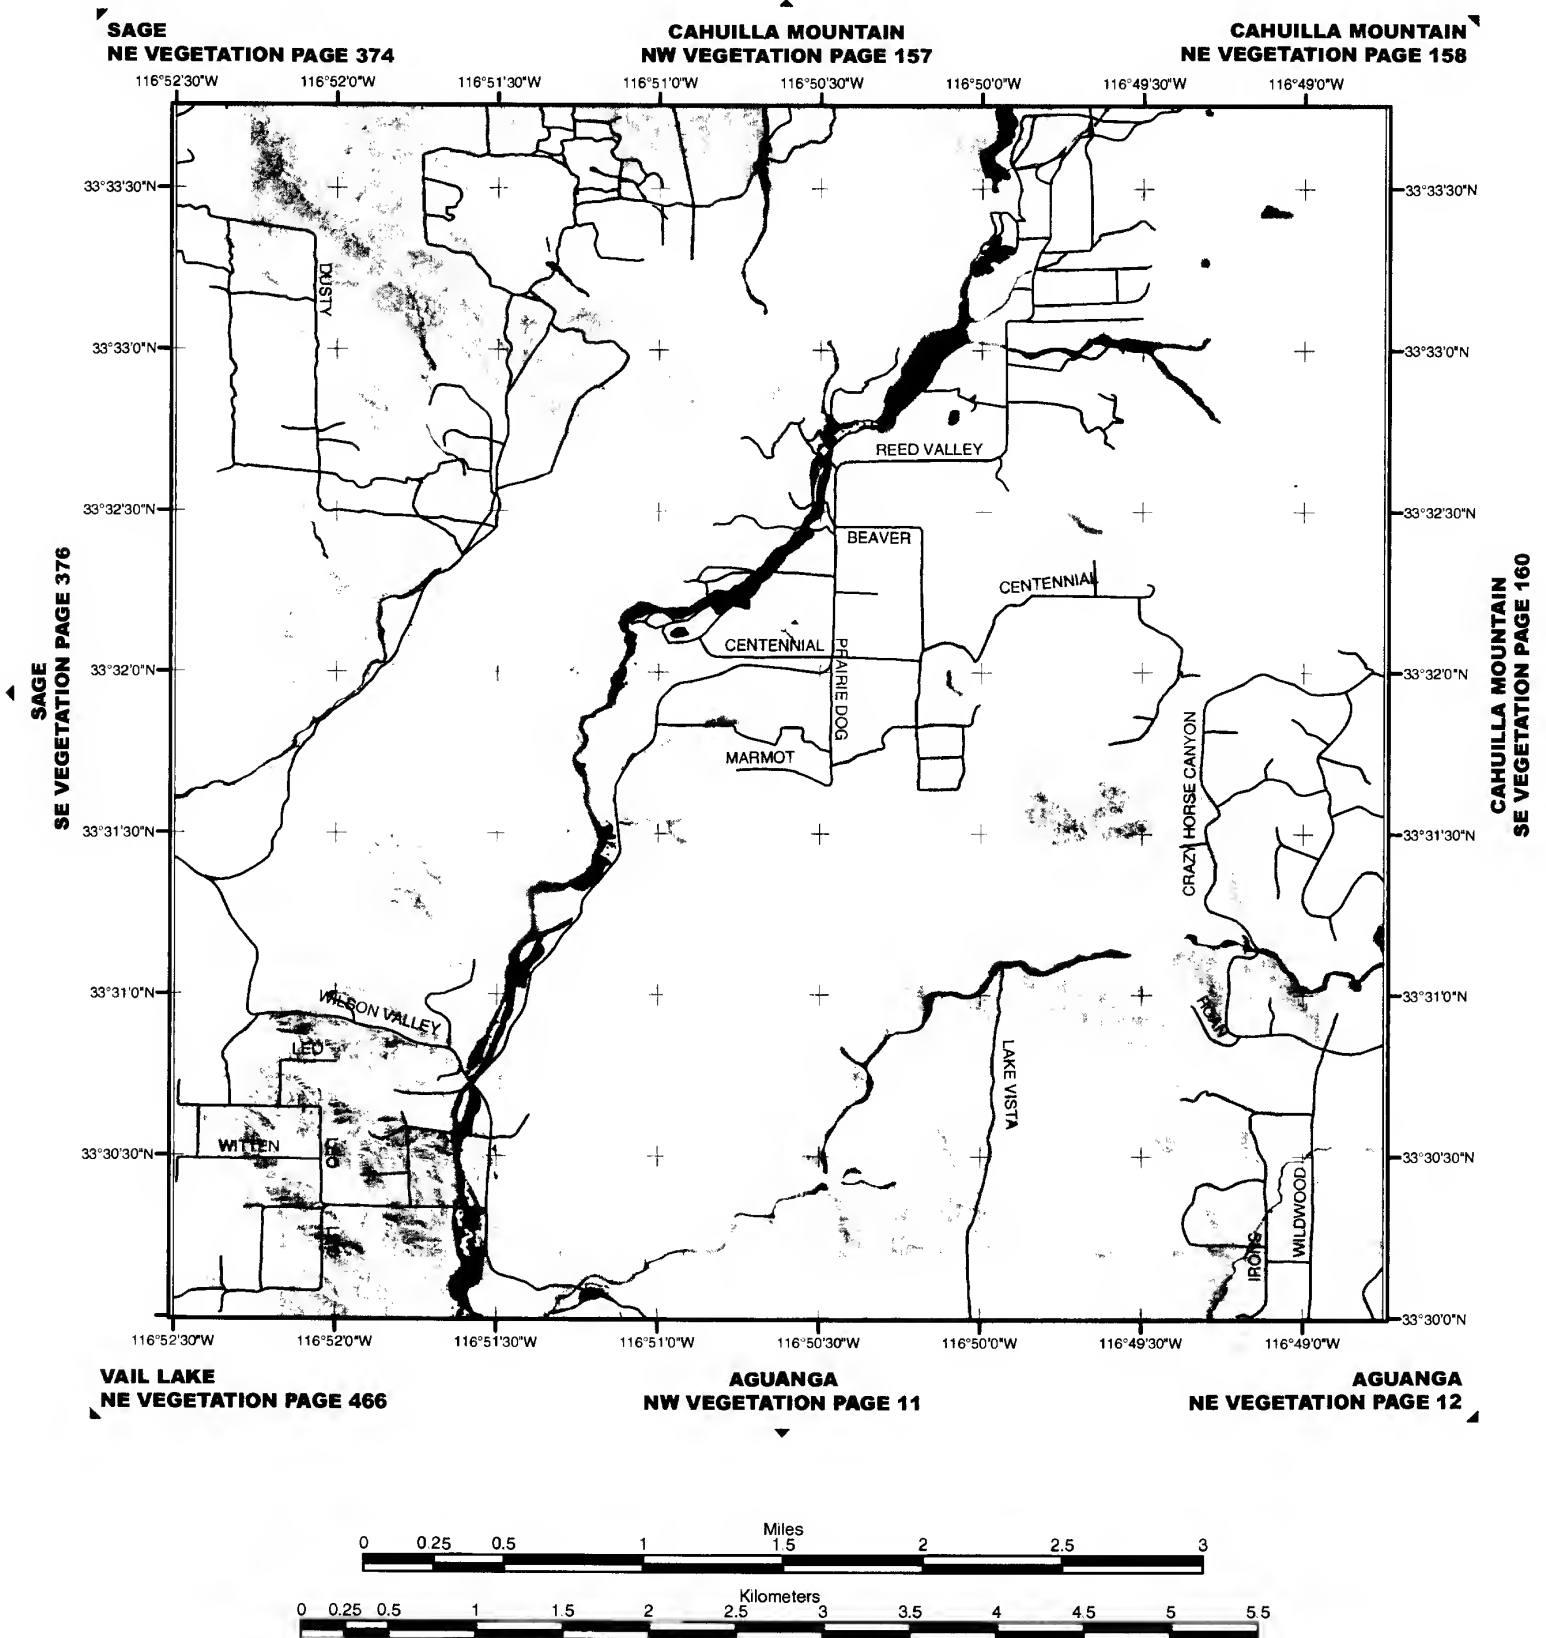 SAGE
NE VEGETATION PAGE 374
CAHUILLA MOUNTAIN
NW VEGETATION PAGE 157
CAHUILLA MOUNTAIN
NE VEGETATION PAGE 158
116°52'30"W
116°52'0"W
116°51'30"W
116°51'0"W
116°50'30"W
116°50'0"W
116°49'30"W
116°49'0"W
33°33'30"N
33°33'30"N
DUSTY
33°33'0"N
33°33'0"N
REED VALLEY
33°32'30"N
33°32'30"N
BEAVER
CENTENNIAL
SAGE
SE VEGETATION PAGE 376
CAHUILLA MOUNTAIN
SE VEGETATION PAGE 160
CENTENNIAL
PRAIRIE DOG
33°32'0"N
33°32'0"N
MARMOT
CRAZY HORSE CANYON
33°31'30"N
33°31'30"N
33°31'0"N
33°31'0"N
WILSON VALLEY
ROAN
LEO
LAKE VISTA
WITTEN
LEO
33°30'30"N
33°30'30"N
WILDWOOD
IRONS
33°30'0"N
116°52'30"W
116°52'0"W
116°51'30"W
116°51'0"W
116°50'30"W
116°50'0"W
116°49'30"W
116°49'0"W
VAIL LAKE
NE VEGETATION PAGE 466
AGUANGA
NW VEGETATION PAGE 11
AGUANGA
NE VEGETATION PAGE 12
Miles
0 0.25 0.5 1 1.5 2 2.5 3
Kilometers
0 0.25 0.5 1 1.5 2 2.5 3 3.5 4 4.5 5 5.5